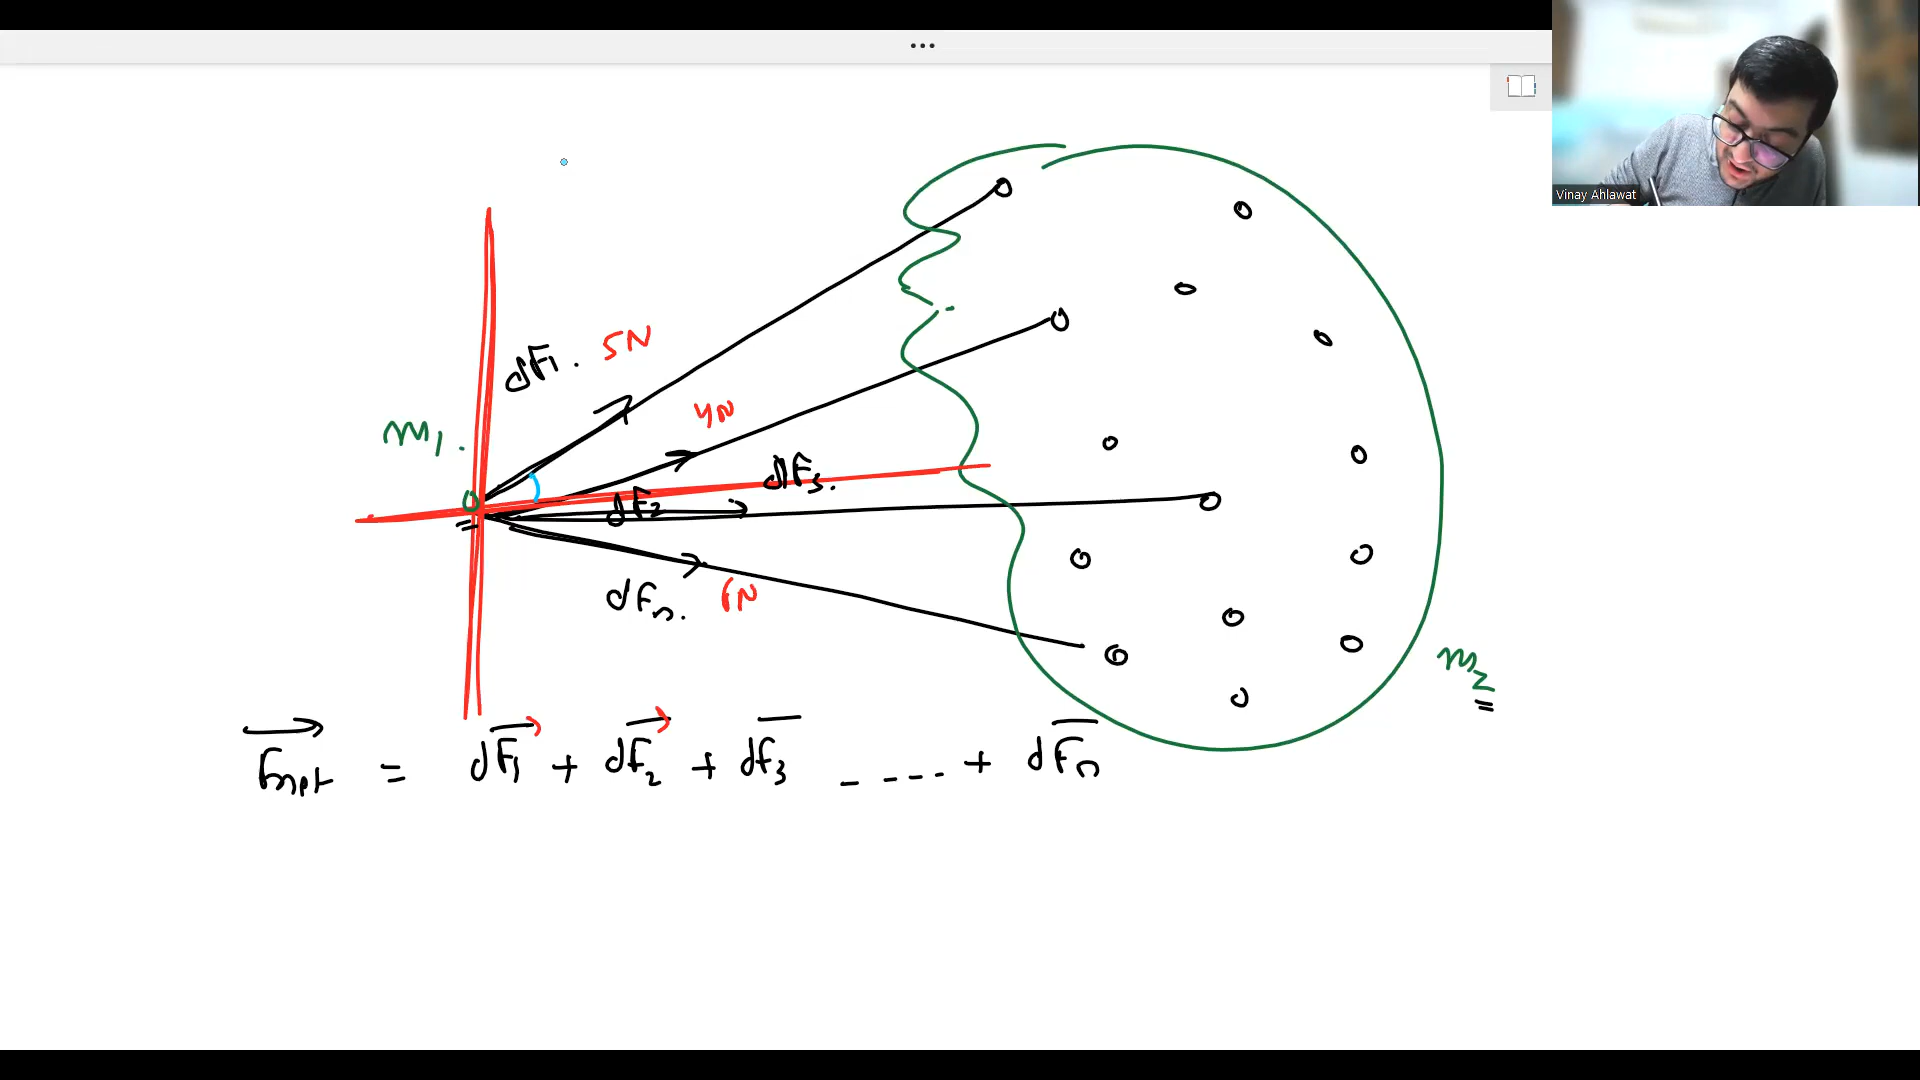 Vinay Ahlawat
dF1. 5N
4N
m1.
dF3.
dF2
dFn. 6N
m2
Fnet = dF1 + dF2 + dF3 ----- + dFn